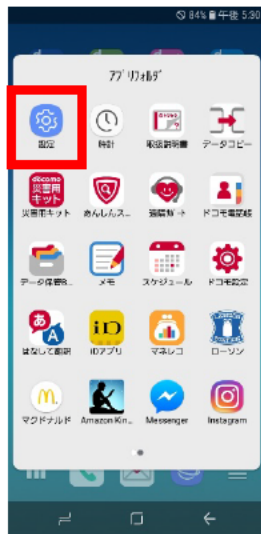 84% 午後 5:30
アプリフォルダ
設定 時計 取扱説明書 データコピー
docomo
災害用
キット
災害用キット あんしんス… 遠隔サポート ドコモ電話帳
データ保管B… メモ スケジュール ドコモ設定
あ A iD
はなして翻訳 iDアプリ マネレコ ローソン
マクドナルド Amazon Kin… Messenger Instagram